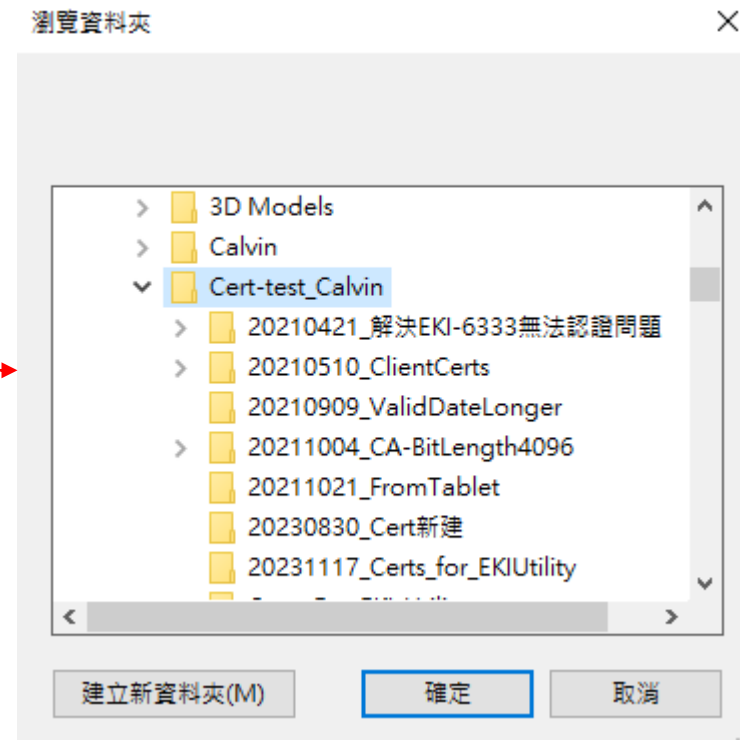 瀏覽資料夾
3D Models
Calvin
Cert-test_Calvin
20210421_解決EKI-6333無法認證問題
20210510_ClientCerts
20210909_ValidDateLonger
20211004_CA-BitLength4096
20211021_FromTablet
20230830_Cert新建
20231117_Certs_for_EKIUtility
建立新資料夾(M)
確定
取消